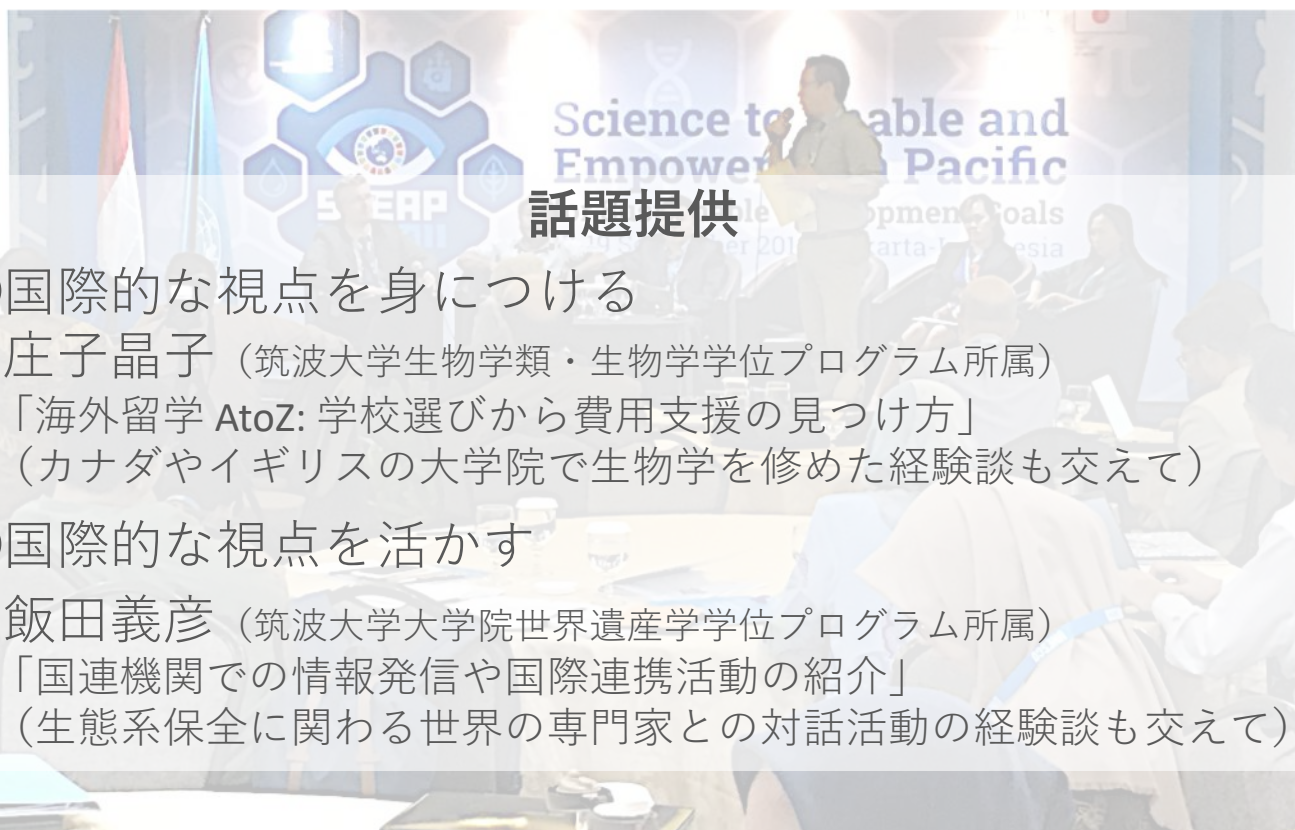 Science to able and
Empower Pacific
話題提供
国際的な視点を身につける
庄子晶子（筑波大学生物学類・生物学学位プログラム所属）
「海外留学 AtoZ: 学校選びから費用支援の見つけ方」
（カナダやイギリスの大学院で生物学を修めた経験談も交えて）
国際的な視点を活かす
飯田義彦（筑波大学大学院世界遺産学学位プログラム所属）
「国連機関での情報発信や国際連携活動の紹介」
（生態系保全に関わる世界の専門家との対話活動の経験談も交えて）